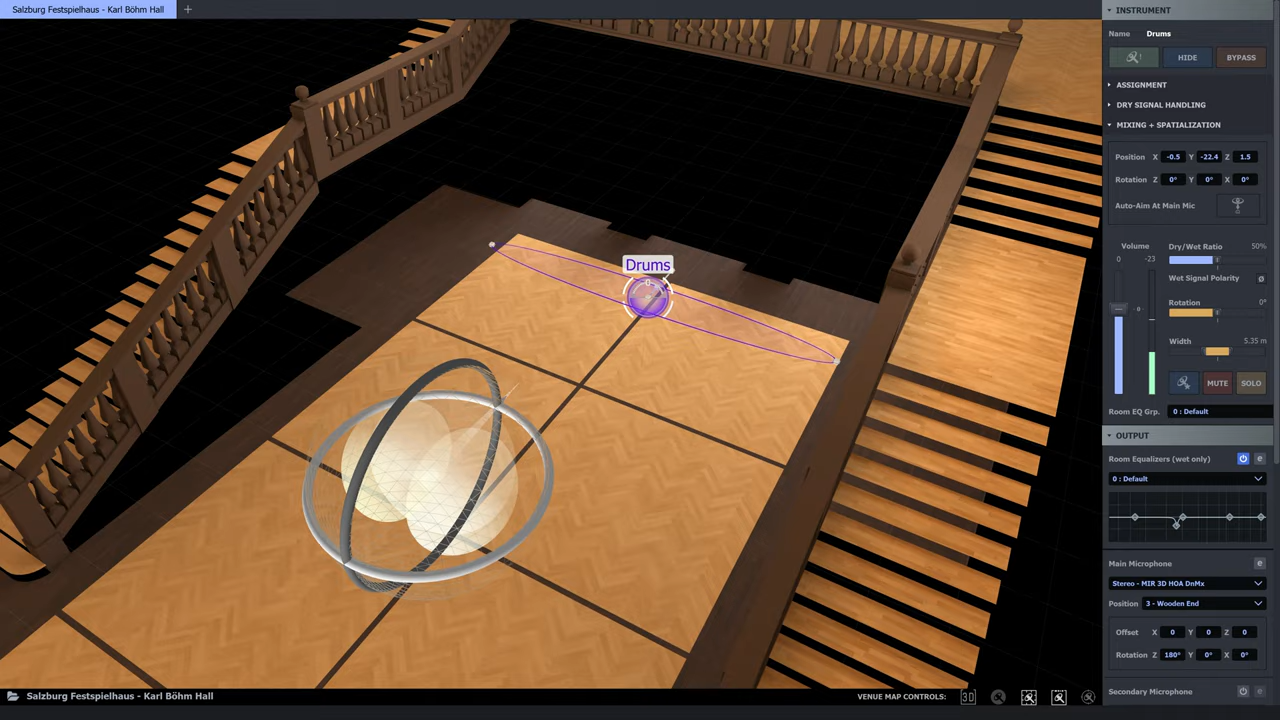 Salzburg Festspielhaus - Karl Böhm Hall
+
INSTRUMENT
Name Drums
HIDE BYPASS
ASSIGNMENT
DRY SIGNAL HANDLING
MIXING + SPATIALIZATION
Position X -0.5 Y -22.4 Z 1.5
Rotation Z 0° Y 0° X 0°
Auto-Aim At Main Mic
Volume Dry/Wet Ratio 50%
0 -23
Wet Signal Polarity ø
Rotation 0°
0
Width 5.35 m
MUTE SOLO
Room EQ Grp. 0 : Default
OUTPUT
Room Equalizers (wet only) e
0 : Default
Main Microphone e
Stereo - MIR 3D HOA DnMx
Position 3 - Wooden End
Offset X 0 Y 0 Z 0
Rotation Z 180° Y 0° X 0°
Secondary Microphone e
Drums
0
Salzburg Festspielhaus - Karl Böhm Hall
VENUE MAP CONTROLS: 3D